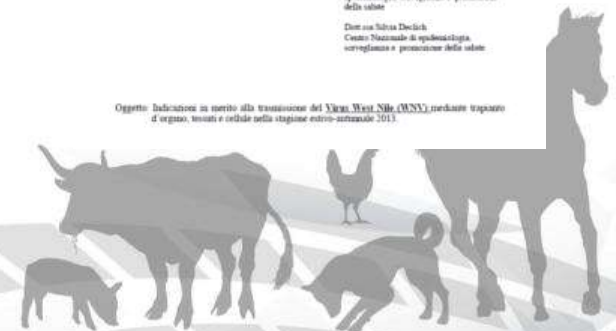 della salute
Dott.ssa Silvia Declich
Centro Nazionale di epidemiologia,
sorveglianza e promozione della salute
Oggetto: Indicazioni in merito alla trasmissione del Virus West Nile (WNV) mediante trapianto
d'organo, tessuti e cellule nella stagione estivo-autunnale 2013.